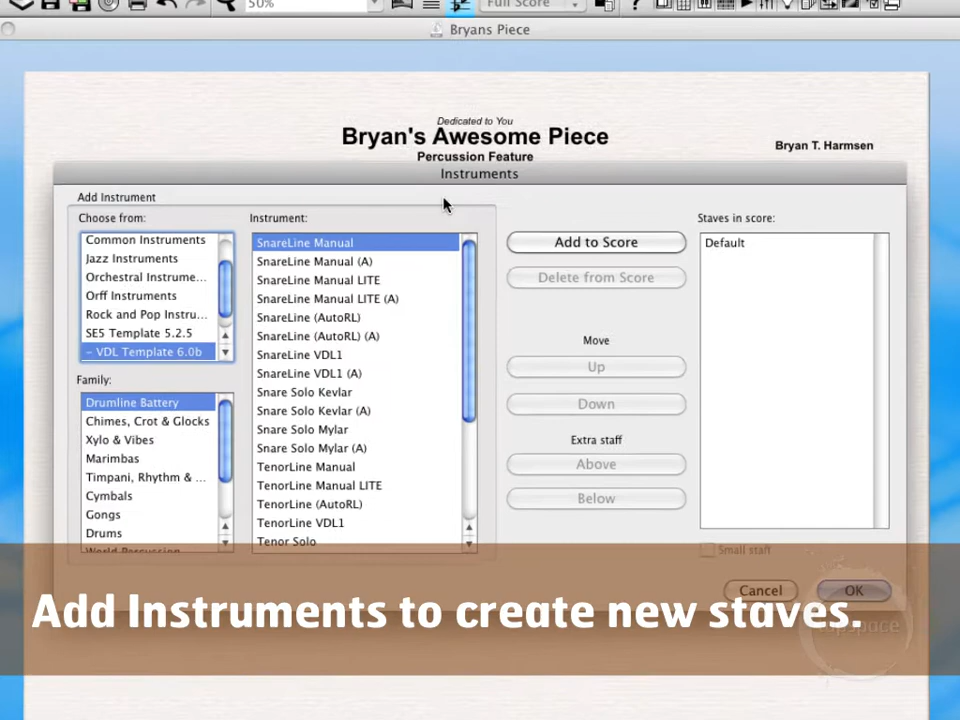 50%
Full Score
?
Bryans Piece
Dedicated to You
Bryan's Awesome Piece
Percussion Feature
Bryan T. Harmsen
Instruments
Add Instrument
Choose from:
Common Instruments
Jazz Instruments
Orchestral Instrume...
Orff Instruments
Rock and Pop Instru...
SE5 Template 5.2.5
– VDL Template 6.0b
Family:
Drumline Battery
Chimes, Crot & Glocks
Xylo & Vibes
Marimbas
Timpani, Rhythm & ...
Cymbals
Gongs
Drums
World Percussion
Instrument:
SnareLine Manual
SnareLine Manual (A)
SnareLine Manual LITE
SnareLine Manual LITE (A)
SnareLine (AutoRL)
SnareLine (AutoRL) (A)
SnareLine VDL1
SnareLine VDL1 (A)
Snare Solo Kevlar
Snare Solo Kevlar (A)
Snare Solo Mylar
Snare Solo Mylar (A)
TenorLine Manual
TenorLine Manual LITE
TenorLine (AutoRL)
TenorLine VDL1
Tenor Solo
Add to Score
Delete from Score
Move
Up
Down
Extra staff
Above
Below
Staves in score:
Default
Small staff
Cancel
OK
Add Instruments to create new staves.
tapspace